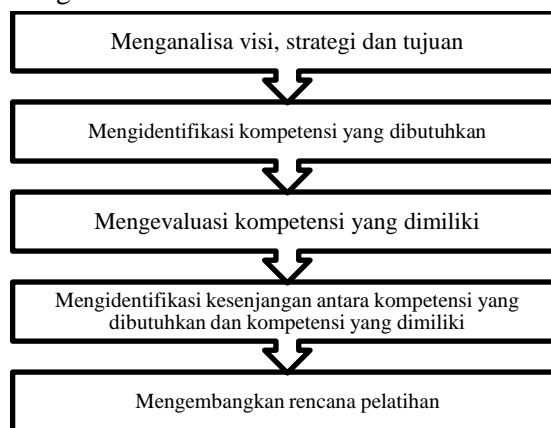 Menganalisa visi, strategi dan tujuan
Mengidentifikasi kompetensi yang dibutuhkan
Mengevaluasi kompetensi yang dimiliki
Mengidentifikasi kesenjangan antara kompetensi yang
dibutuhkan dan kompetensi yang dimiliki
Mengembangkan rencana pelatihan